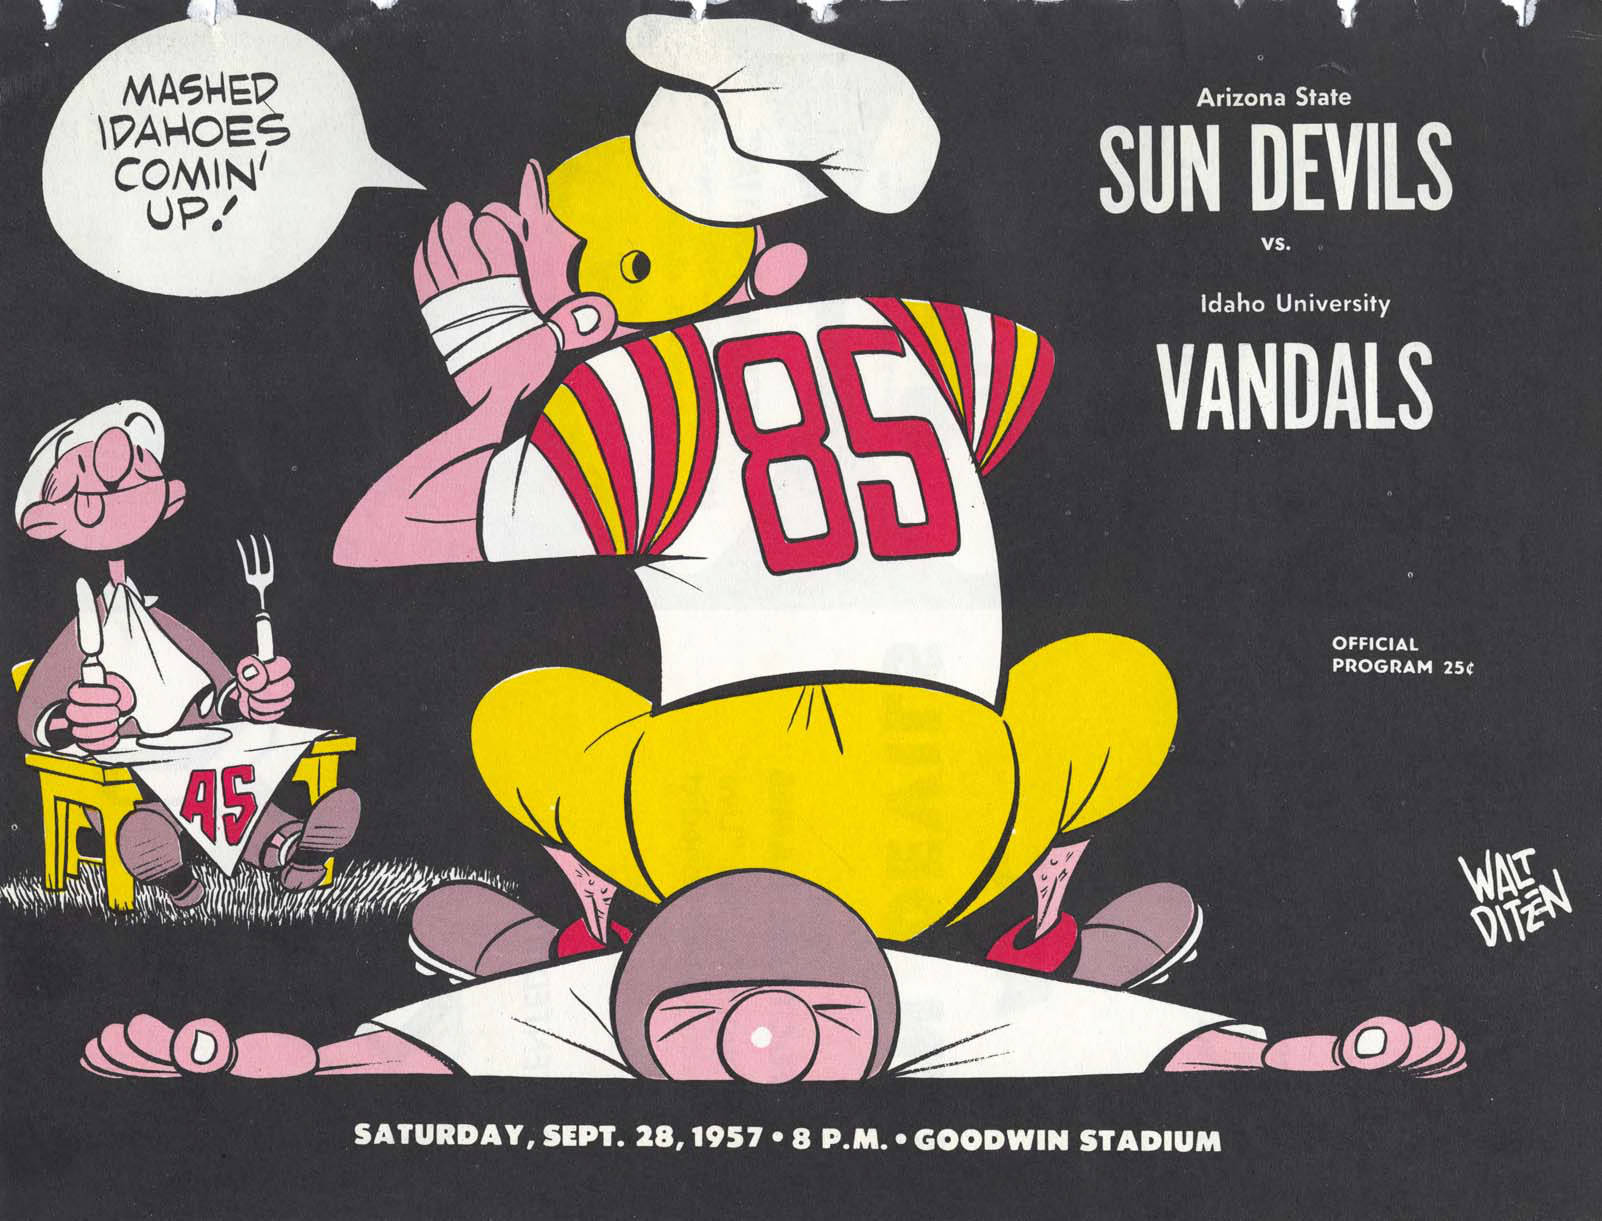 MASHED
IDAHOES
COMIN'
UP!
Arizona State
SUN DEVILS
vs.
Idaho University
VANDALS
85
OFFICIAL
PROGRAM 25¢
AS
WALT
DITZEN
SATURDAY, SEPT. 28, 1957 • 8 P.M. • GOODWIN STADIUM